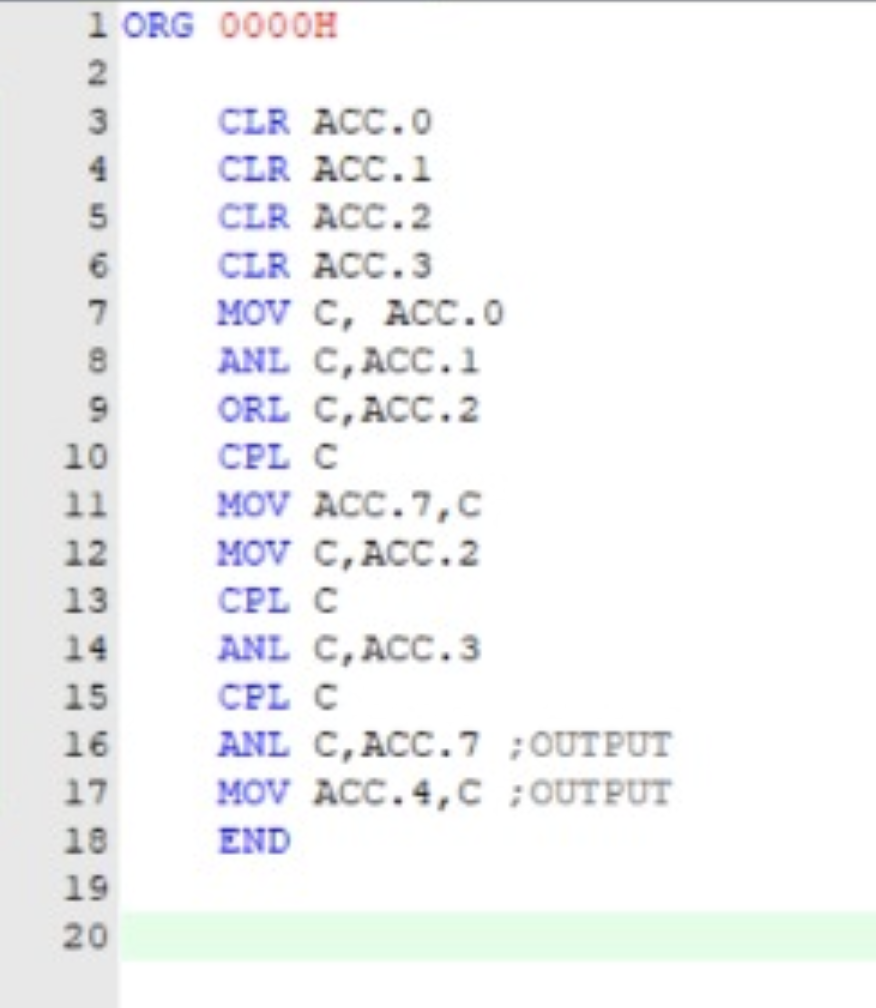 1 ORG 0000H
2
3 CLR ACC.0
4 CLR ACC.1
5 CLR ACC.2
6 CLR ACC.3
7 MOV C, ACC.0
8 ANL C,ACC.1
9 ORL C,ACC.2
10 CPL C
11 MOV ACC.7,C
12 MOV C,ACC.2
13 CPL C
14 ANL C,ACC.3
15 CPL C
16 ANL C,ACC.7 ;OUTPUT
17 MOV ACC.4,C ;OUTPUT
18 END
19
20